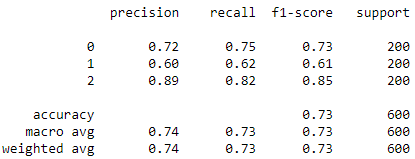 precision recall f1-score support
0 0.72 0.75 0.73 200
1 0.60 0.62 0.61 200
2 0.89 0.82 0.85 200
accuracy 0.73 600
macro avg 0.74 0.73 0.73 600
weighted avg 0.74 0.73 0.73 600